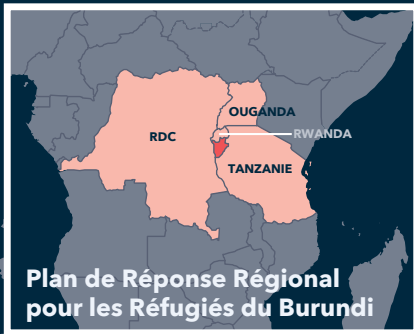 OUGANDA
RDC
RWANDA
TANZANIE
Plan de Réponse Régional
pour les Réfugiés du Burundi